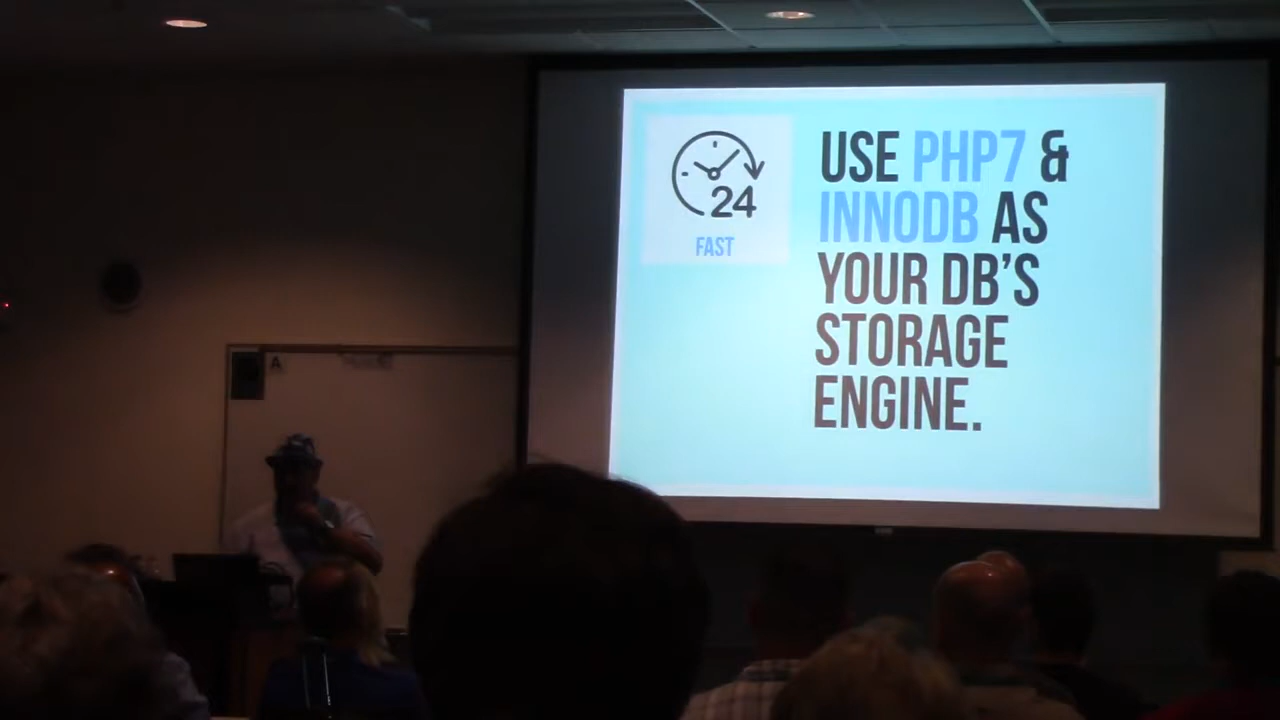 24
FAST
USE PHP7 &
INNODB AS
YOUR DB'S
STORAGE
ENGINE.
A